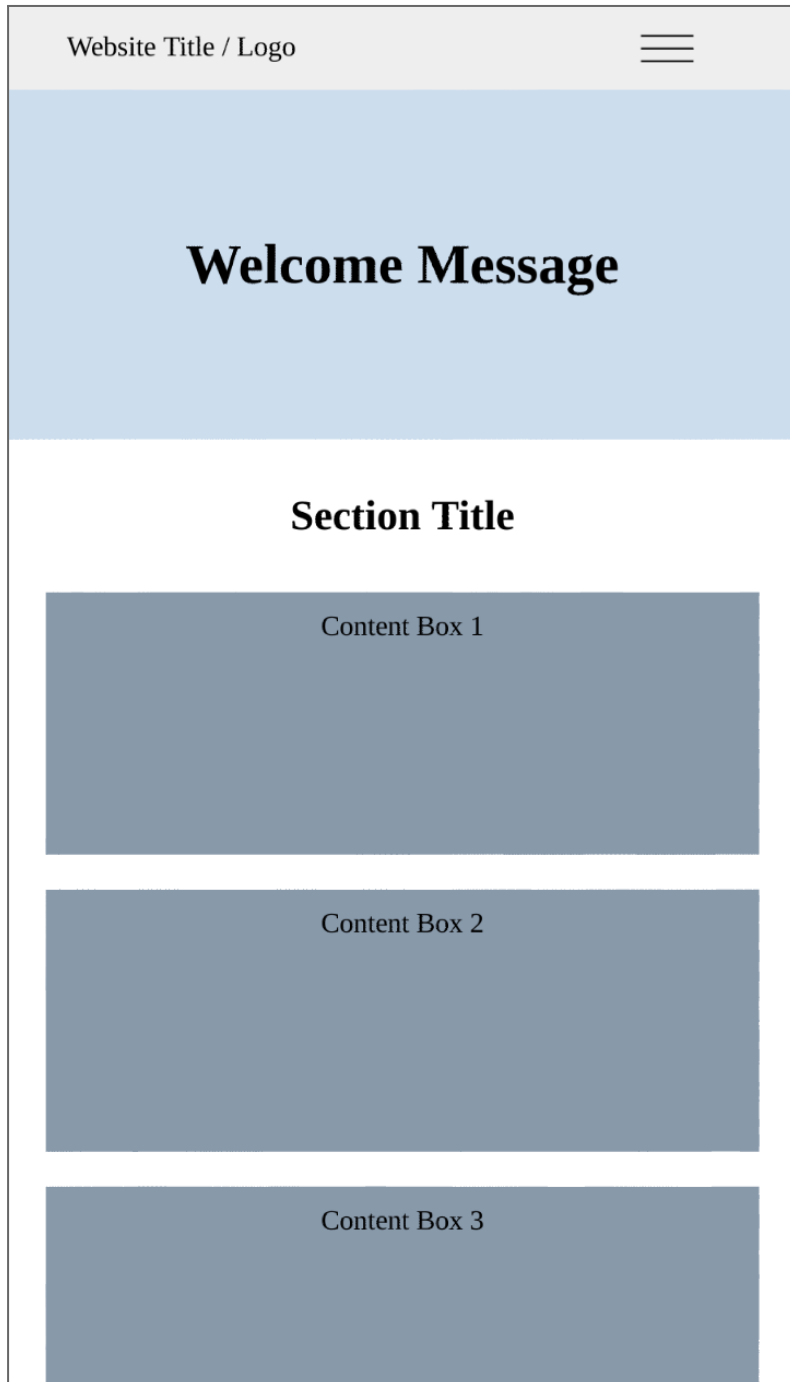 Website Title / Logo
Welcome Message
Section Title
Content Box 1
Content Box 2
Content Box 3